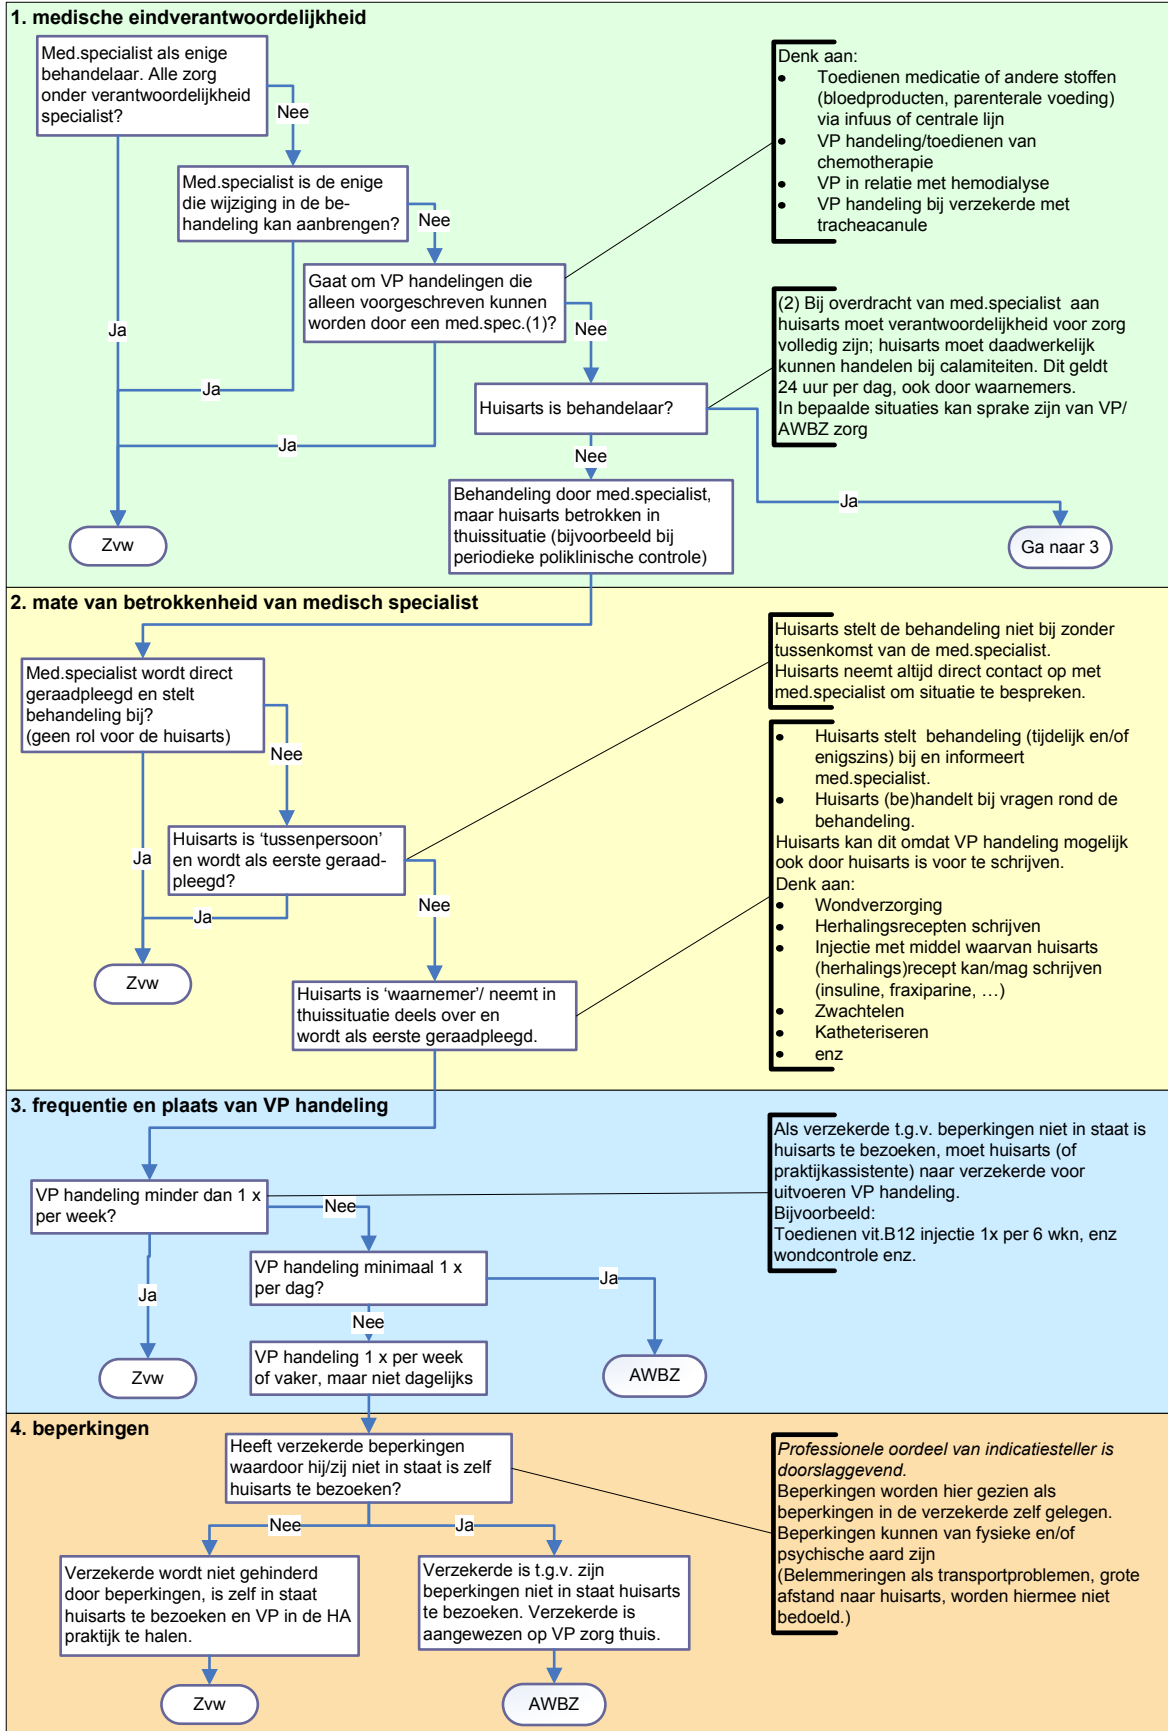 1. medische eindverantwoordelijkheid
Med.specialist als enige
behandelaar. Alle zorg
onder verantwoordelijkheid
specialist?
Nee
Denk aan:
• Toedienen medicatie of andere stoffen
(bloedproducten, parenterale voeding)
via infuus of centrale lijn
• VP handeling/toedienen van
chemotherapie
• VP in relatie met hemodialyse
• VP handeling bij verzekerde met
tracheacanule
Med.specialist is de enige
die wijziging in de be-
handeling kan aanbrengen?
Nee
Gaat om VP handelingen die
alleen voorgeschreven kunnen
worden door een med.spec.(1)?
Nee
(2) Bij overdracht van med.specialist aan
huisarts moet verantwoordelijkheid voor zorg
volledig zijn; huisarts moet daadwerkelijk
kunnen handelen bij calamiteiten. Dit geldt
24 uur per dag, ook door waarnemers.
In bepaalde situaties kan sprake zijn van VP/
AWBZ zorg
Ja
Ja
Ja
Huisarts is behandelaar?
Nee
Ja
Behandeling door med.specialist,
maar huisarts betrokken in
thuissituatie (bijvoorbeeld bij
periodieke poliklinische controle)
Zvw
Ga naar 3
2. mate van betrokkenheid van medisch specialist
Med.specialist wordt direct
geraadpleegd en stelt
behandeling bij?
(geen rol voor de huisarts)
Nee
Huisarts stelt de behandeling niet bij zonder
tussenkomst van de med.specialist.
Huisarts neemt altijd direct contact op met
med.specialist om situatie te bespreken.
Ja
Huisarts is ‘tussenpersoon’
en wordt als eerste geraad-
pleegd?
Nee
Ja
Zvw
• Huisarts stelt behandeling (tijdelijk en/of
enigszins) bij en informeert
med.specialist.
• Huisarts (be)handelt bij vragen rond de
behandeling.
Huisarts kan dit omdat VP handeling mogelijk
ook door huisarts is voor te schrijven.
Denk aan:
• Wondverzorging
• Herhalingsrecepten schrijven
• Injectie met middel waarvan huisarts
(herhalings)recept kan/mag schrijven
(insuline, fraxiparine, …)
• Zwachtelen
• Katheteriseren
• enz
Huisarts is ‘waarnemer’/ neemt in
thuissituatie deels over en
wordt als eerste geraadpleegd.
3. frequentie en plaats van VP handeling
VP handeling minder dan 1 x
per week?
Nee
Als verzekerde t.g.v. beperkingen niet in staat is
huisarts te bezoeken, moet huisarts (of
praktijkassistente) naar verzekerde voor
uitvoeren VP handeling.
Bijvoorbeeld:
Toedienen vit.B12 injectie 1x per 6 wkn, enz
wondcontrole enz.
Ja
VP handeling minimaal 1 x
per dag?
Ja
Nee
VP handeling 1 x per week
of vaker, maar niet dagelijks
Zvw
AWBZ
4. beperkingen
Heeft verzekerde beperkingen
waardoor hij/zij niet in staat is zelf
huisarts te bezoeken?
Nee
Ja
Professionele oordeel van indicatiesteller is
doorslaggevend.
Beperkingen worden hier gezien als
beperkingen in de verzekerde zelf gelegen.
Beperkingen kunnen van fysieke en/of
psychische aard zijn
(Belemmeringen als transportproblemen, grote
afstand naar huisarts, worden hiermee niet
bedoeld.)
Verzekerde wordt niet gehinderd
door beperkingen, is zelf in staat
huisarts te bezoeken en VP in de HA
praktijk te halen.
Verzekerde is t.g.v. zijn
beperkingen niet in staat huisarts
te bezoeken. Verzekerde is
aangewezen op VP zorg thuis.
Zvw
AWBZ